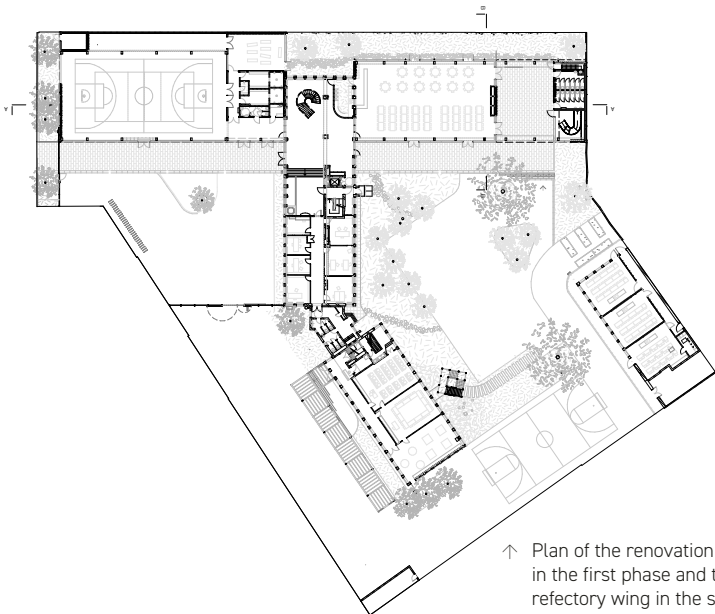 ↑ Plan of the renovation
in the first phase and t
refectory wing in the s